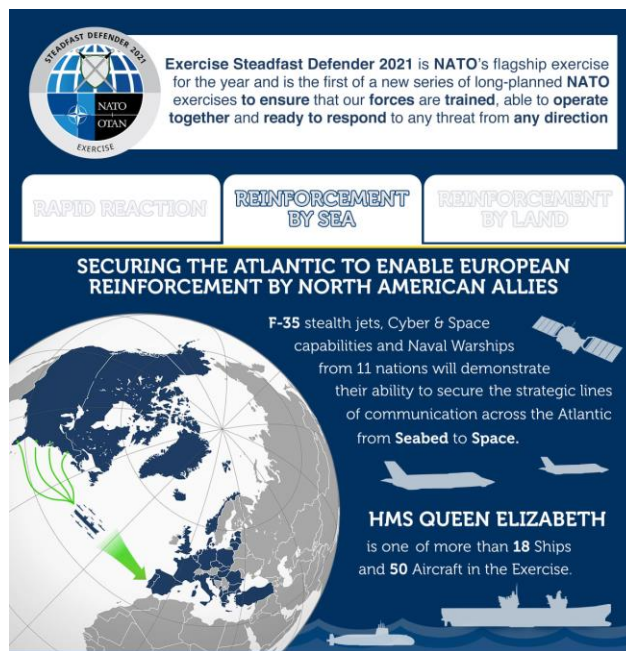 STEADFAST DEFENDER 2021
NATO
OTAN
EXERCISE
Exercise Steadfast Defender 2021 is NATO's flagship exercise
for the year and is the first of a new series of long-planned NATO
exercises to ensure that our forces are trained, able to operate
together and ready to respond to any threat from any direction
RAPID REACTION
REINFORCEMENT
BY SEA
REINFORCEMENT
BY LAND
SECURING THE ATLANTIC TO ENABLE EUROPEAN
REINFORCEMENT BY NORTH AMERICAN ALLIES
F-35 stealth jets, Cyber & Space
capabilities and Naval Warships
from 11 nations will demonstrate
their ability to secure the strategic lines
of communication across the Atlantic
from Seabed to Space.
HMS QUEEN ELIZABETH
is one of more than 18 Ships
and 50 Aircraft in the Exercise.